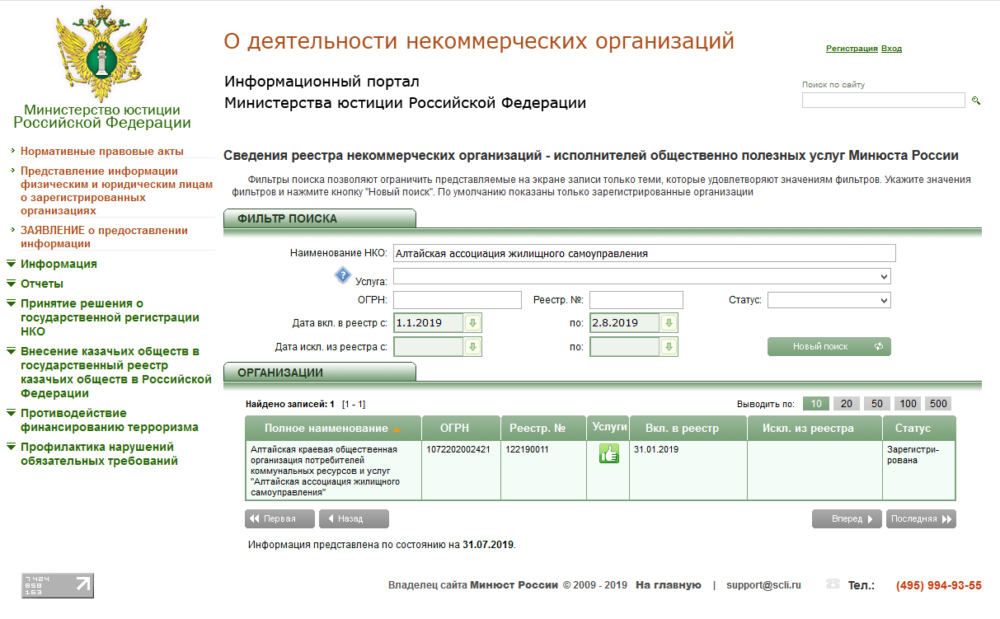 Министерство юстиции
Российской Федерации
О деятельности некоммерческих организаций
Информационный портал
Министерства юстиции Российской Федерации
Регистрация Вход
Поиск по сайту
Нормативные правовые акты
Представление информации
физическим и юридическим лицам
о зарегистрированных
организациях
ЗАЯВЛЕНИЕ о предоставлении
информации
Информация
Отчеты
Принятие решения о
государственной регистрации
НКО
Внесение казачьих обществ в
государственный реестр
казачьих обществ в Российской
Федерации
Противодействие
финансированию терроризма
Профилактика нарушений
обязательных требований
Сведения реестра некоммерческих организаций - исполнителей общественно полезных услуг Минюста России
Фильтры поиска позволяют ограничить представляемые на экране записи только теми, которые удовлетворяют значениям фильтров. Укажите значения
фильтров и нажмите кнопку "Новый поиск". По умолчанию показаны только зарегистрированные организации
ФИЛЬТР ПОИСКА
Наименование НКО: Алтайская ассоциация жилищного самоуправления
? Услуга:
ОГРН: Реестр. №: Статус:
Дата вкл. в реестр с: 1.1.2019 по: 2.8.2019
Дата искл. из реестра с: по: Новый поиск
ОРГАНИЗАЦИИ
Найдено записей: 1 [1 - 1] Выводить по: 10 20 50 100 500
Полное наименование ОГРН Реестр. № Услуги Вкл. в реестр Искл. из реестра Статус
Алтайская краевая общественная 1072202002421 122190011 31.01.2019 Зарегистри-
организация потребителей рована
коммунальных ресурсов и услуг
"Алтайская ассоциация жилищного
самоуправления"
Первая Назад Вперед Последняя
Информация представлена по состоянию на 31.07.2019.
7424
858
163
Владелец сайта Минюст России © 2009 - 2019 На главную | support@scli.ru Тел.: (495) 994-93-55